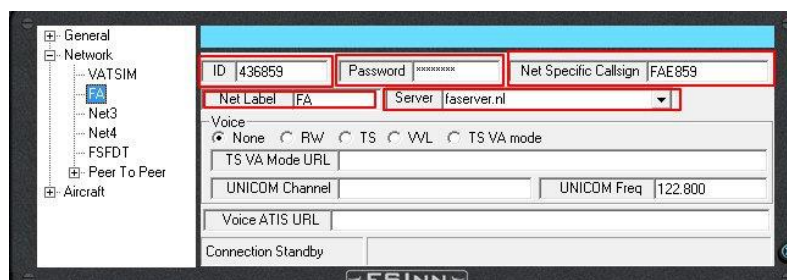 General
Network
VATSIM
FA
Net3
Net4
FSFDT
Peer To Peer
Aircraft
ID 436859 Password ******** Net Specific Callsign FAE859
Net Label FA Server faserver.nl
Voice
None RW TS VVL TS VA mode
TS VA Mode URL
UNICOM Channel UNICOM Freq 122.800
Voice ATIS URL
Connection Standby
FSINN